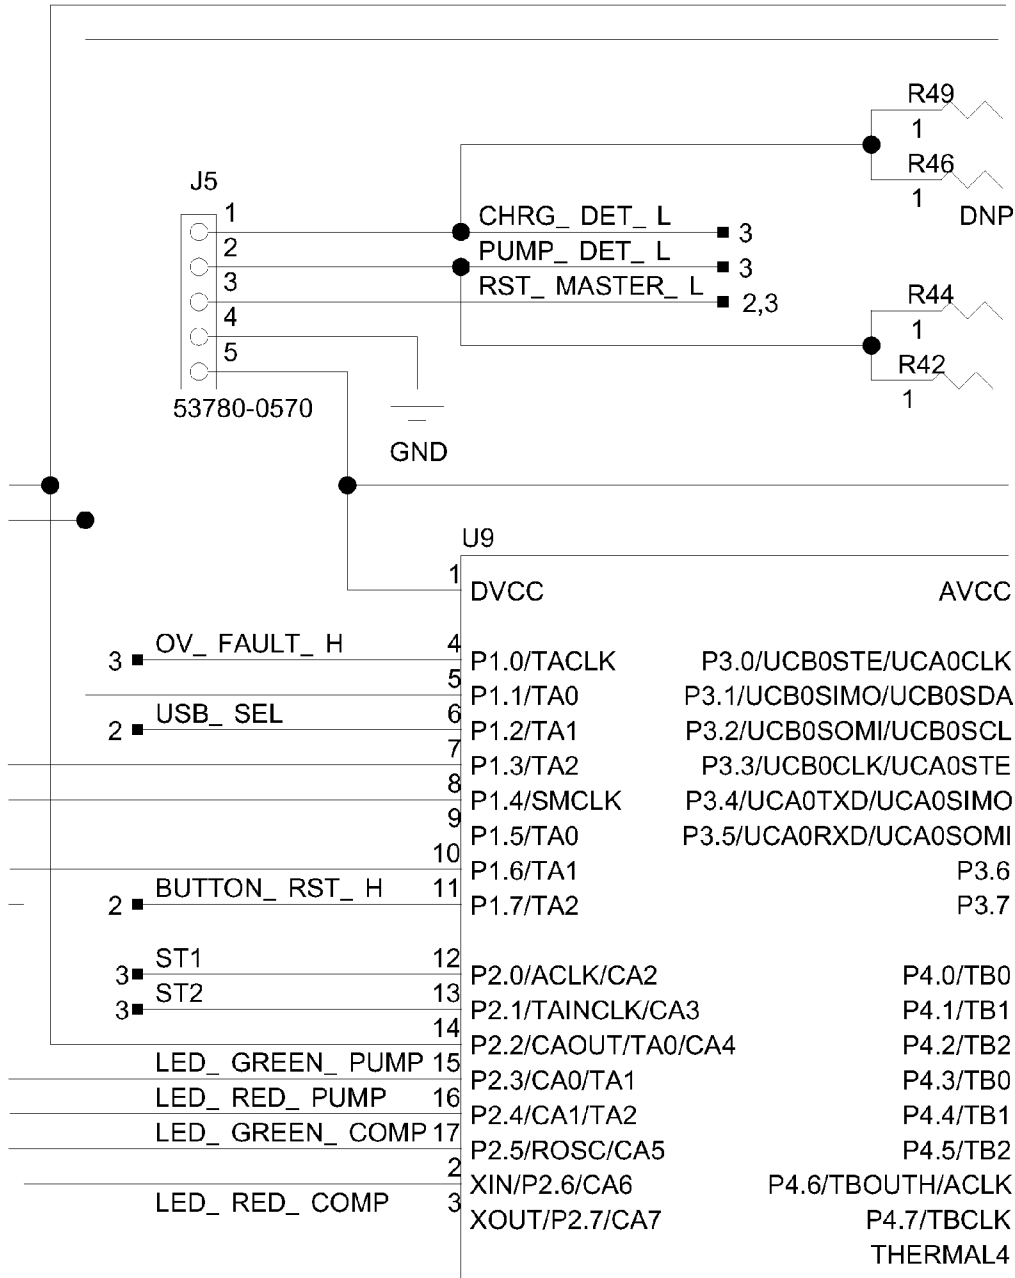 R49
1
R46
1
DNP
J5
1
CHRG_ DET_ L
3
2
PUMP_ DET_ L
3
3
RST_ MASTER_ L
2,3
4
R44
1
5
R42
1
53780-0570
GND
U9
1
DVCC AVCC
3 OV_ FAULT_ H 4
P1.0/TACLK P3.0/UCB0STE/UCA0CLK
5
P1.1/TA0 P3.1/UCB0SIMO/UCB0SDA
2 USB_ SEL 6
P1.2/TA1 P3.2/UCB0SOMI/UCB0SCL
7
P1.3/TA2 P3.3/UCB0CLK/UCA0STE
8
P1.4/SMCLK P3.4/UCA0TXD/UCA0SIMO
9
P1.5/TA0 P3.5/UCA0RXD/UCA0SOMI
10
P1.6/TA1 P3.6
2 BUTTON_ RST_ H 11
P1.7/TA2 P3.7
3 ST1 12
P2.0/ACLK/CA2 P4.0/TB0
3 ST2 13
P2.1/TAINCLK/CA3 P4.1/TB1
14
P2.2/CAOUT/TA0/CA4 P4.2/TB2
LED_ GREEN_ PUMP 15
P2.3/CA0/TA1 P4.3/TB0
LED_ RED_ PUMP 16
P2.4/CA1/TA2 P4.4/TB1
LED_ GREEN_ COMP 17
P2.5/ROSC/CA5 P4.5/TB2
2
XIN/P2.6/CA6 P4.6/TBOUTH/ACLK
LED_ RED_ COMP 3
XOUT/P2.7/CA7 P4.7/TBCLK
THERMAL4